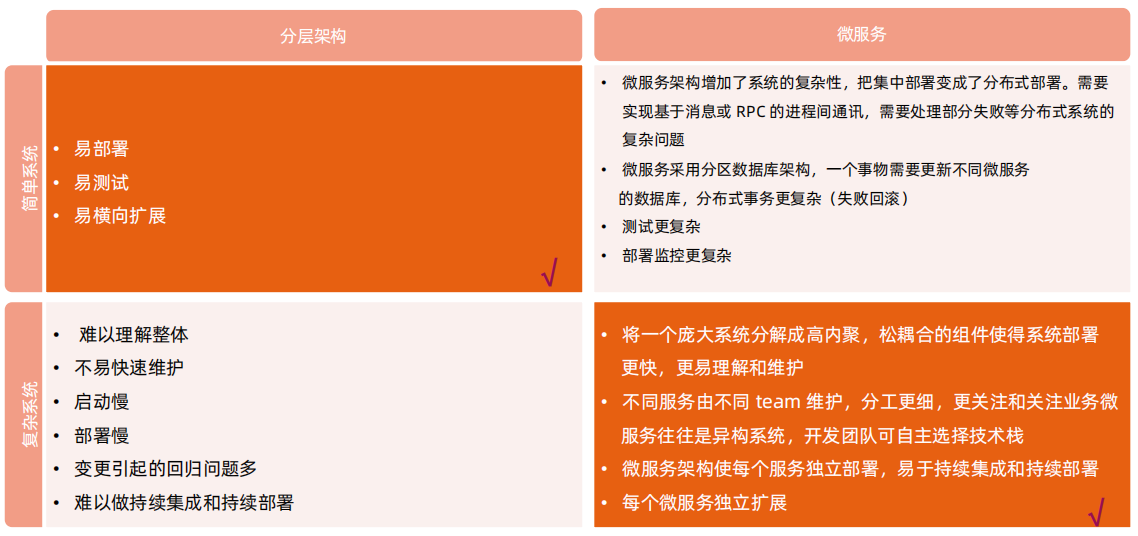 分层架构
微服务
简单系统
• 易部署
• 易测试
• 易横向扩展
√
• 微服务架构增加了系统的复杂性，把集中部署变成了分布式部署。需要
实现基于消息或 RPC 的进程间通讯，需要处理部分失败等分布式系统的
复杂问题
• 微服务采用分区数据库架构，一个事物需要更新不同微服务
的数据库，分布式事务更复杂（失败回滚）
• 测试更复杂
• 部署监控更复杂
复杂系统
• 难以理解整体
• 不易快速维护
• 启动慢
• 部署慢
• 变更引起的回归问题多
• 难以做持续集成和持续部署
• 将一个庞大系统分解成高内聚，松耦合的组件使得系统部署
更快，更易理解和维护
• 不同服务由不同 team 维护，分工更细，更关注和关注业务微
服务往往是异构系统，开发团队可自主选择技术栈
• 微服务架构使每个服务独立部署，易于持续集成和持续部署
• 每个微服务独立扩展
√